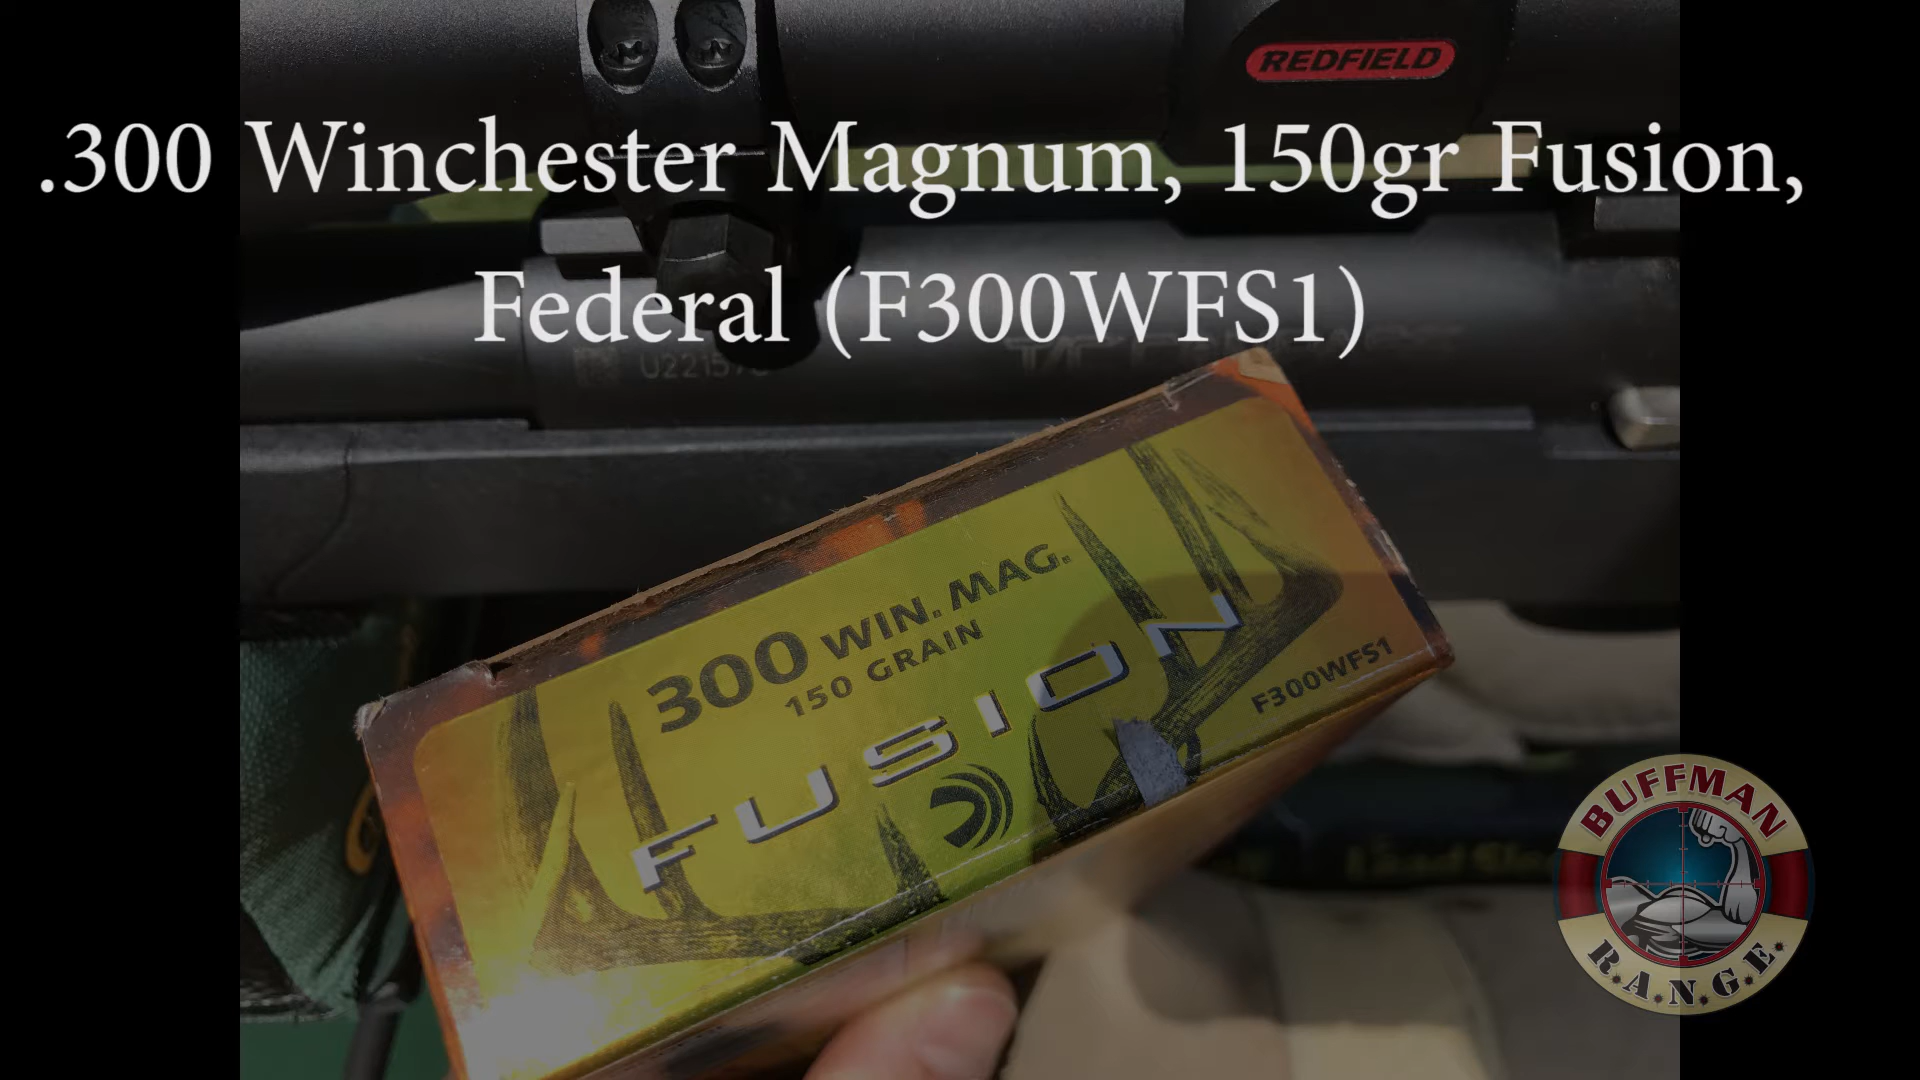 REDFIELD
.300 Winchester Magnum, 150gr Fusion,
Federal (F300WFS1)
300 WIN. MAG.
150 GRAIN
FUSION
F300WFS1
BUFFMAN
R.A.N.G.E.